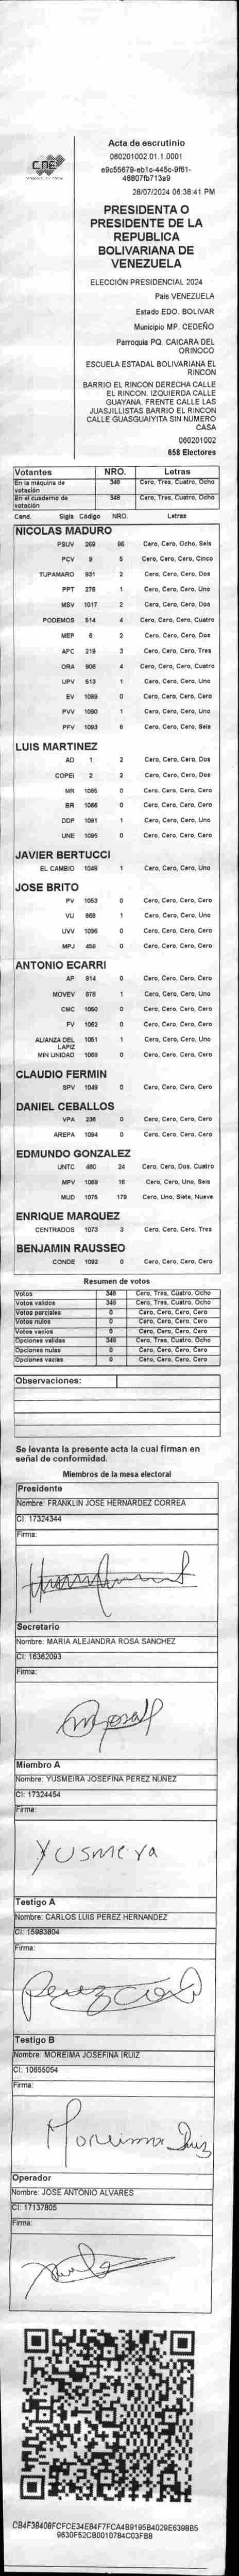 CNE
Acta de escrutinio
060201002.01.1.0001
28/07/2024 06:38:41 PM
PRESIDENTA O
PRESIDENTE DE LA
REPUBLICA
BOLIVARIANA DE
VENEZUELA
ELECCIÓN PRESIDENCIAL 2024
Pais VENEZUELA
Estado EDO. BOLIVAR
Municipio MP. CEDEÑO
Parroquia PQ. CAICARA DEL
ORINOCO
ESCUELA ESTADAL BOLIVARIANA EL
RINCON
BARRIO EL RINCON DERECHA CALLE
EL RINCON. IZQUIERDA CALLE
GUAYANA. FRENTE CALLE LAS
JUASJILLISTAS BARRIO EL RINCON
CALLE GUASGUAIYITA SIN NUMERO
CASA
060201002
658 Electores
Votantes NRO. Letras
En la máquina de votación 348 Cero, Tres, Cuatro, Ocho
En el cuaderno de votación 348 Cero, Tres, Cuatro, Ocho
Cand. Sigla Código NRO. Letras
NICOLAS MADURO
PSUV 269 86 Cero, Cero, Ocho, Seis
PCV 9 5 Cero, Cero, Cero, Cinco
TUPAMARO 931 2 Cero, Cero, Cero, Dos
PPT 276 1 Cero, Cero, Cero, Uno
MSV 1017 2 Cero, Cero, Cero, Dos
PODEMOS 514 4 Cero, Cero, Cero, Cuatro
MEP 6 2 Cero, Cero, Cero, Dos
APC 219 3 Cero, Cero, Cero, Tres
ORA 906 4 Cero, Cero, Cero, Cuatro
UPV 513 1 Cero, Cero, Cero, Uno
EV 1089 0 Cero, Cero, Cero, Cero
PVV 1090 1 Cero, Cero, Cero, Uno
PFV 1093 6 Cero, Cero, Cero, Seis
LUIS MARTINEZ
AD 1 2 Cero, Cero, Cero, Dos
COPEI 2 2 Cero, Cero, Cero, Dos
MR 1065 0 Cero, Cero, Cero, Cero
BR 1066 0 Cero, Cero, Cero, Cero
DDP 1091 1 Cero, Cero, Cero, Uno
UNE 1095 0 Cero, Cero, Cero, Cero
JAVIER BERTUCCI
EL CAMBIO 1048 1 Cero, Cero, Cero, Uno
JOSE BRITO
PV 1053 0 Cero, Cero, Cero, Cero
VU 868 1 Cero, Cero, Cero, Uno
UVV 1096 0 Cero, Cero, Cero, Cero
MPJ 459 0 Cero, Cero, Cero, Cero
ANTONIO ECARRI
AP 914 0 Cero, Cero, Cero, Cero
MOVEV 978 1 Cero, Cero, Cero, Uno
CMC 1050 0 Cero, Cero, Cero, Cero
FV 1062 0 Cero, Cero, Cero, Cero
ALIANZA DEL LAPIZ 1051 1 Cero, Cero, Cero, Uno
MIN UNIDAD 1068 0 Cero, Cero, Cero, Cero
CLAUDIO FERMIN
SPV 1049 0 Cero, Cero, Cero, Cero
DANIEL CEBALLOS
VPA 236 0 Cero, Cero, Cero, Cero
AREPA 1094 0 Cero, Cero, Cero, Cero
EDMUNDO GONZALEZ
UNTC 460 24 Cero, Cero, Dos, Cuatro
MPV 1069 16 Cero, Cero, Uno, Seis
MUD 1075 179 Cero, Uno, Siete, Nueve
ENRIQUE MARQUEZ
CENTRADOS 1073 3 Cero, Cero, Cero, Tres
BENJAMIN RAUSSEO
CONDE 1092 0 Cero, Cero, Cero, Cero
Resumen de votos
Votos 348 Cero, Tres, Cuatro, Ocho
Votos validos 348 Cero, Tres, Cuatro, Ocho
Votos parciales 0 Cero, Cero, Cero, Cero
Votos nulos 0 Cero, Cero, Cero, Cero
Votos vacios 0 Cero, Cero, Cero, Cero
Opciones validas 348 Cero, Tres, Cuatro, Ocho
Opciones nulas 0 Cero, Cero, Cero, Cero
Opciones vacias 0 Cero, Cero, Cero, Cero
Observaciones:
Se levanta la presente acta la cual firman en
señal de conformidad.
Miembros de la mesa electoral
Presidente
Nombre: FRANKLIN JOSE HERNARDEZ CORREA
CI: 17324344
Firma:
Secretario
Nombre: MARIA ALEJANDRA ROSA SANCHEZ
CI: 16362093
Firma:
Miembro A
Nombre: YUSMEIRA JOSEFINA PEREZ NUÑEZ
CI: 17324454
Firma:
Yusmera
Testigo A
Nombre: CARLOS LUIS PEREZ HERNANDEZ
CI: 15983804
Firma:
Testigo B
Nombre: MOREIMA JOSEFINA IRUIZ
CI: 10655054
Firma:
Operador
Nombre: JOSE ANTONIO ALVARES
CI: 17137805
Firma: